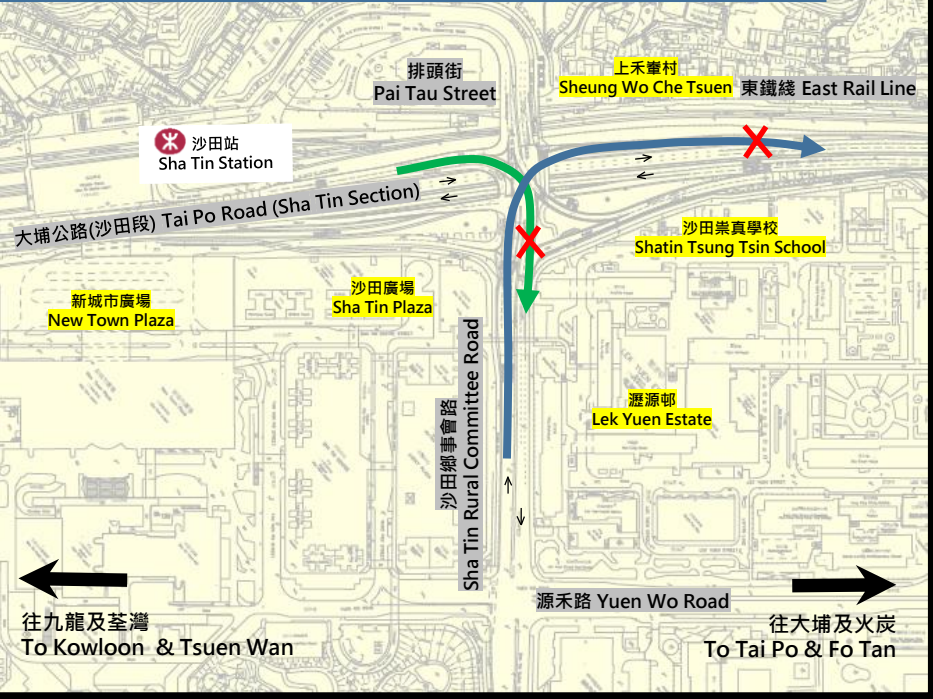 排頭街
Pai Tau Street
上禾輋村
Sheung Wo Che Tsuen
東鐵綫 East Rail Line
沙田站
Sha Tin Station
大埔公路(沙田段) Tai Po Road (Sha Tin Section)
沙田崇真學校
Shatin Tsung Tsin School
新城市廣場
New Town Plaza
沙田廣場
Sha Tin Plaza
瀝源邨
Lek Yuen Estate
沙田鄉事會路
Sha Tin Rural Committee Road
源禾路 Yuen Wo Road
往九龍及荃灣
To Kowloon & Tsuen Wan
往大埔及火炭
To Tai Po & Fo Tan